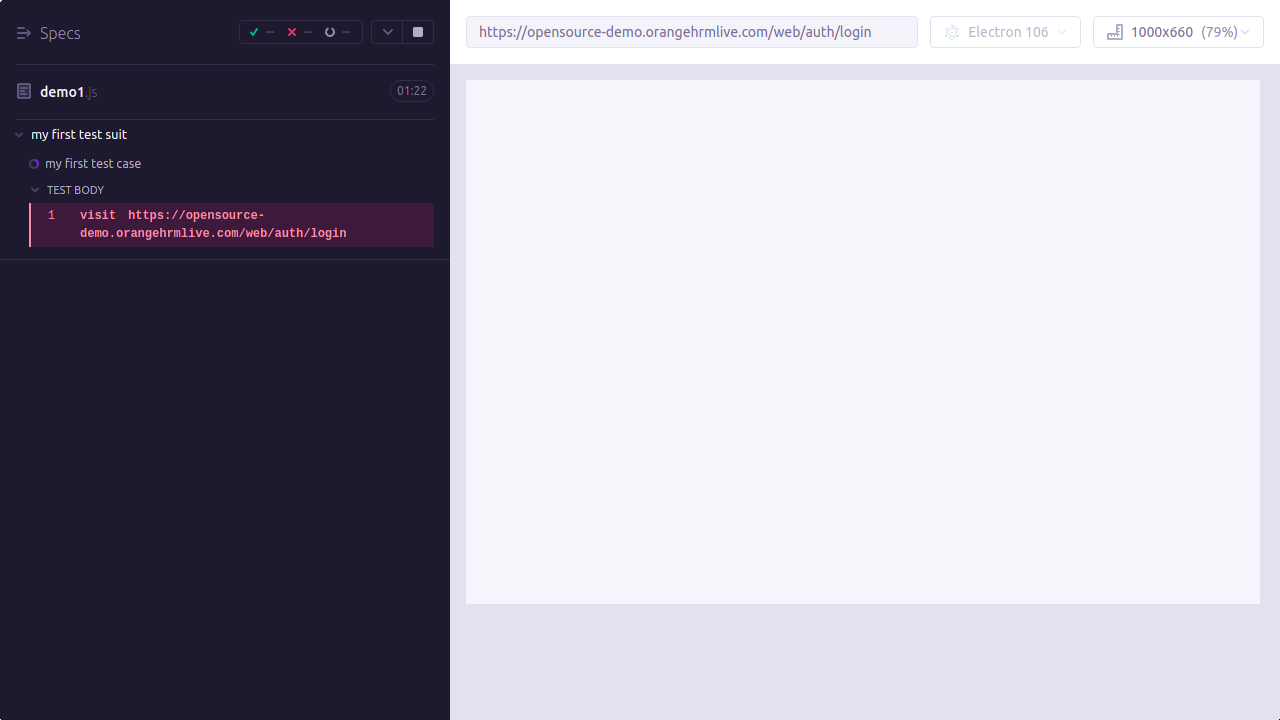 Specs
--
--
--
https://opensource-demo.orangehrmlive.com/web/auth/login
Electron 106
1000x660 (79%)
demo1.js
01:22
my first test suit
my first test case
TEST BODY
1 visit https://opensource-
demo.orangehrmlive.com/web/auth/login